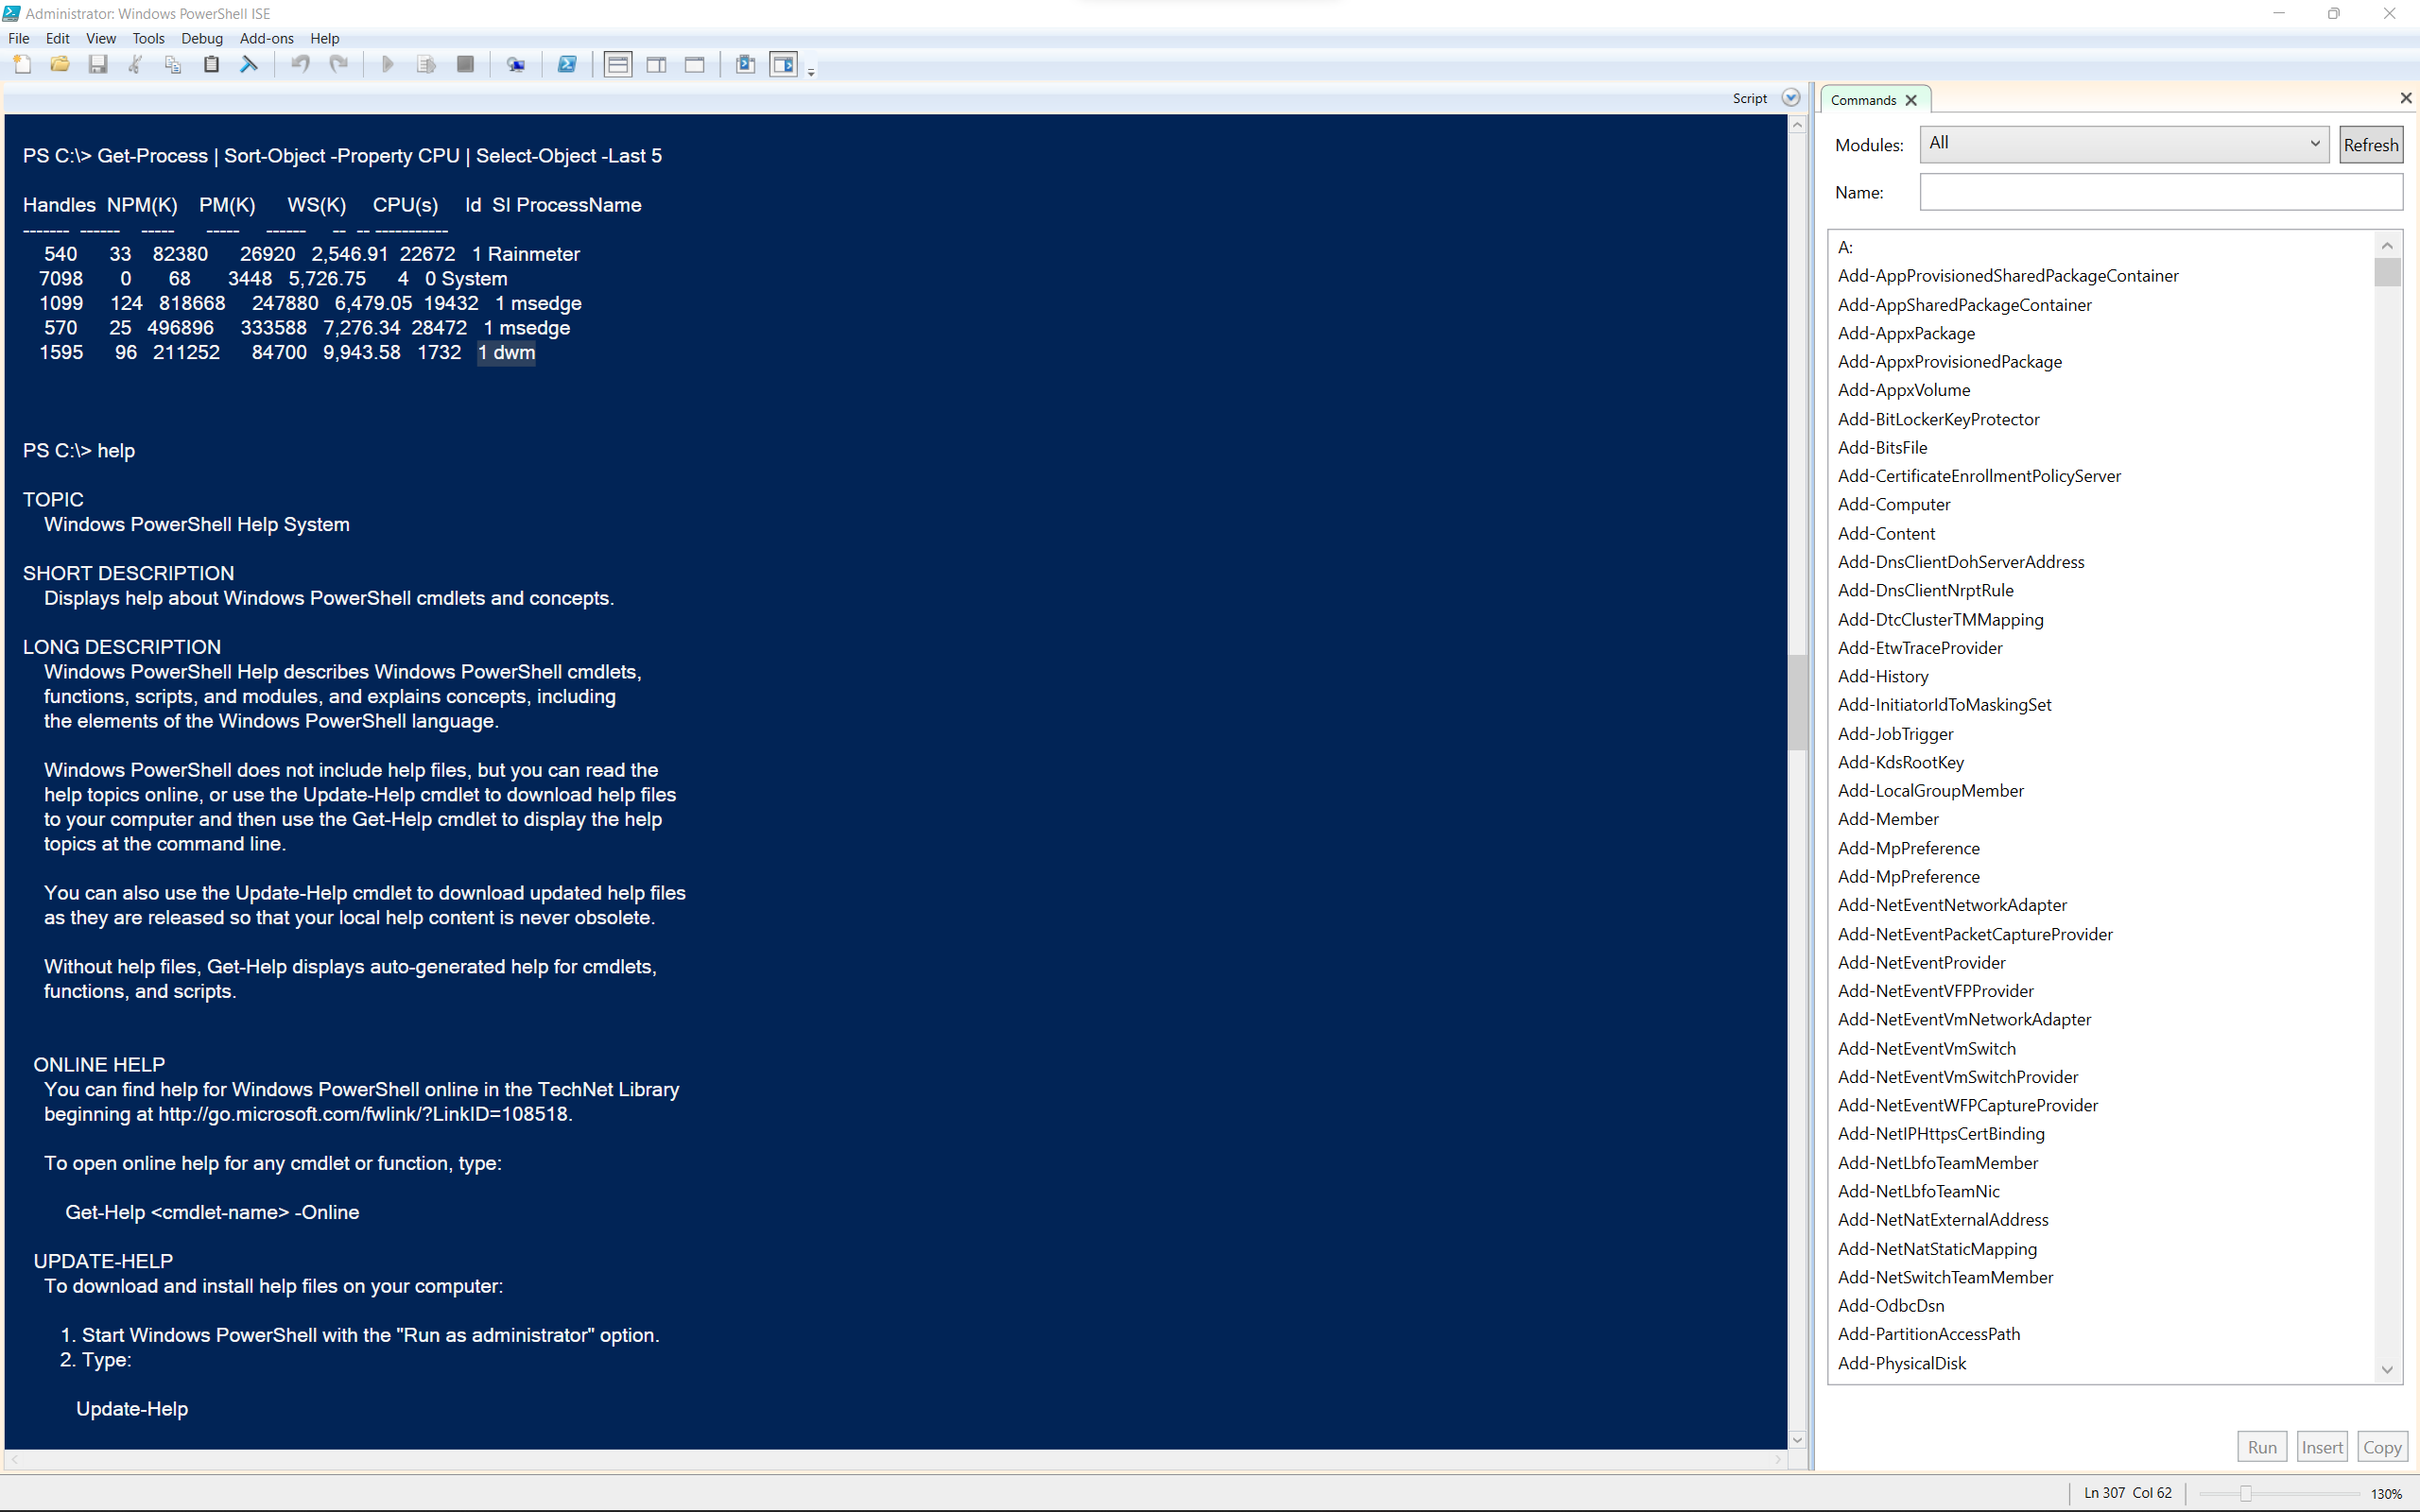 Administrator: Windows PowerShell ISE
File Edit View Tools Debug Add-ons Help
Script
PS C:\> Get-Process | Sort-Object -Property CPU | Select-Object -Last 5
Handles NPM(K) PM(K) WS(K) CPU(s) Id SI ProcessName
------- ------ ----- ----- ------ -- -- -----------
540 33 82380 26920 2,546.91 22672 1 Rainmeter
7098 0 68 3448 5,726.75 4 0 System
1099 124 818668 247880 6,479.05 19432 1 msedge
570 25 496896 333588 7,276.34 28472 1 msedge
1595 96 211252 84700 9,943.58 1732 1 dwm
PS C:\> help
TOPIC
Windows PowerShell Help System
SHORT DESCRIPTION
Displays help about Windows PowerShell cmdlets and concepts.
LONG DESCRIPTION
Windows PowerShell Help describes Windows PowerShell cmdlets,
functions, scripts, and modules, and explains concepts, including
the elements of the Windows PowerShell language.
Windows PowerShell does not include help files, but you can read the
help topics online, or use the Update-Help cmdlet to download help files
to your computer and then use the Get-Help cmdlet to display the help
topics at the command line.
You can also use the Update-Help cmdlet to download updated help files
as they are released so that your local help content is never obsolete.
Without help files, Get-Help displays auto-generated help for cmdlets,
functions, and scripts.
ONLINE HELP
You can find help for Windows PowerShell online in the TechNet Library
beginning at http://go.microsoft.com/fwlink/?LinkID=108518.
To open online help for any cmdlet or function, type:
Get-Help <cmdlet-name> -Online
UPDATE-HELP
To download and install help files on your computer:
1. Start Windows PowerShell with the "Run as administrator" option.
2. Type:
Update-Help
Commands
Modules: All Refresh
Name:
A:
Add-AppProvisionedSharedPackageContainer
Add-AppSharedPackageContainer
Add-AppxPackage
Add-AppxProvisionedPackage
Add-AppxVolume
Add-BitLockerKeyProtector
Add-BitsFile
Add-CertificateEnrollmentPolicyServer
Add-Computer
Add-Content
Add-DnsClientDohServerAddress
Add-DnsClientNrptRule
Add-DtcClusterTMMapping
Add-EtwTraceProvider
Add-History
Add-InitiatorIdToMaskingSet
Add-JobTrigger
Add-KdsRootKey
Add-LocalGroupMember
Add-Member
Add-MpPreference
Add-MpPreference
Add-NetEventNetworkAdapter
Add-NetEventPacketCaptureProvider
Add-NetEventProvider
Add-NetEventVFPProvider
Add-NetEventVmNetworkAdapter
Add-NetEventVmSwitch
Add-NetEventVmSwitchProvider
Add-NetEventWFPCaptureProvider
Add-NetIPHttpsCertBinding
Add-NetLbfoTeamMember
Add-NetLbfoTeamNic
Add-NetNatExternalAddress
Add-NetNatStaticMapping
Add-NetSwitchTeamMember
Add-OdbcDsn
Add-PartitionAccessPath
Add-PhysicalDisk
Run Insert Copy
Ln 307 Col 62 130%